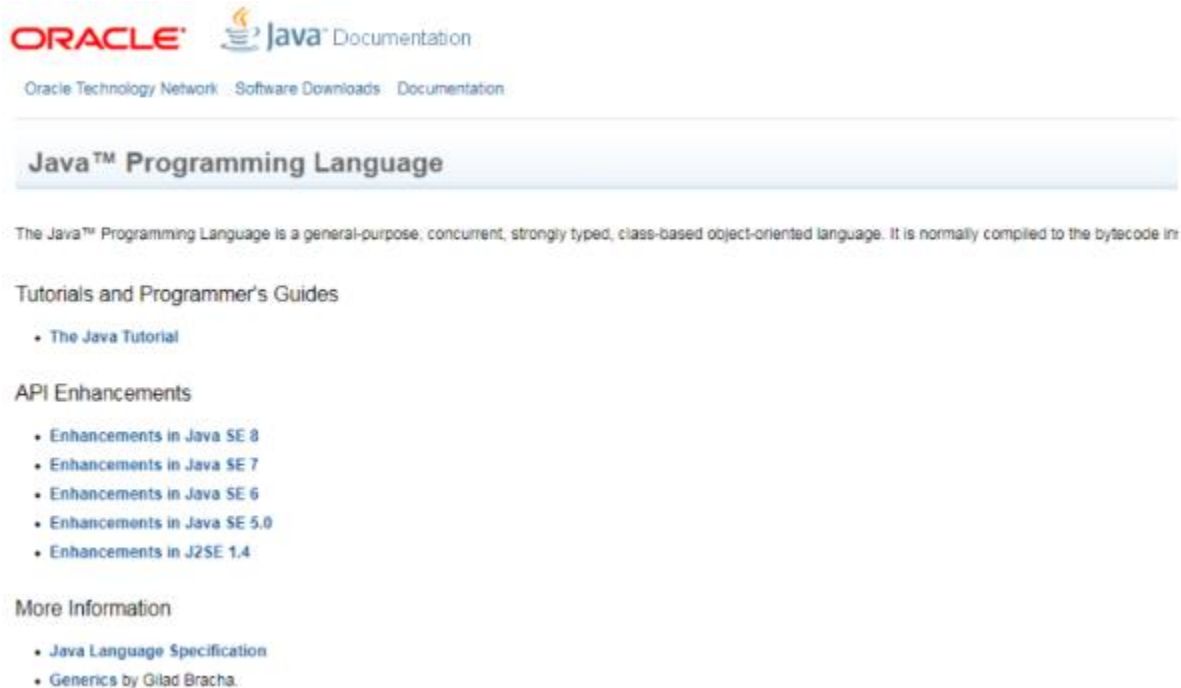 ORACLE® Java™ Documentation
Oracle Technology Network Software Downloads Documentation
Java™ Programming Language
The Java™ Programming Language is a general-purpose, concurrent, strongly typed, class-based object-oriented language. It is normally compiled to the bytecode
Tutorials and Programmer's Guides
• The Java Tutorial
API Enhancements
• Enhancements in Java SE 8
• Enhancements in Java SE 7
• Enhancements in Java SE 6
• Enhancements in Java SE 5.0
• Enhancements in J2SE 1.4
More Information
• Java Language Specification
• Generics by Gilad Bracha.